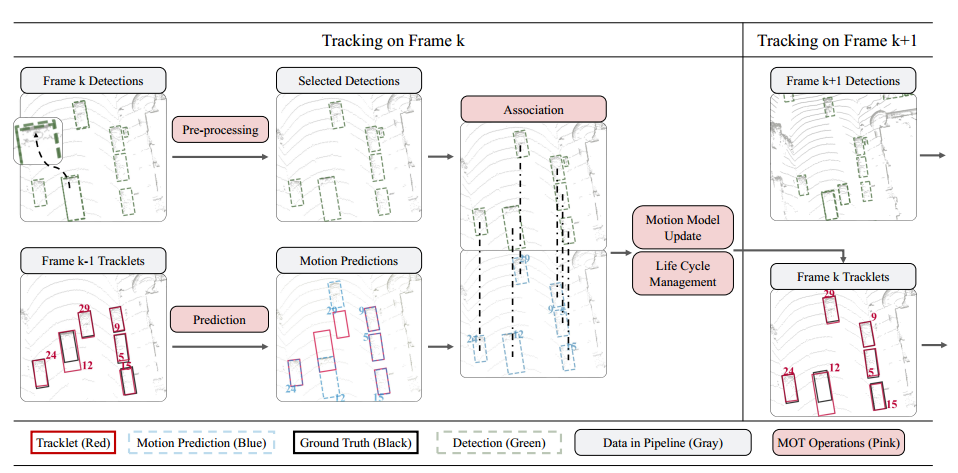 Tracking on Frame k
Tracking on Frame k+1
Frame k Detections
Selected Detections
Frame k+1 Detections
Pre-processing
Association
Motion Model
Update
Life Cycle
Management
Frame k-1 Tracklets
Motion Predictions
Frame k Tracklets
Prediction
29
9
24
5
12
29
9
5
24
12
15
29
9
24
12
15
29
9
24
12
5
15
Tracklet (Red)
Motion Prediction (Blue)
Ground Truth (Black)
Detection (Green)
Data in Pipeline (Gray)
MOT Operations (Pink)